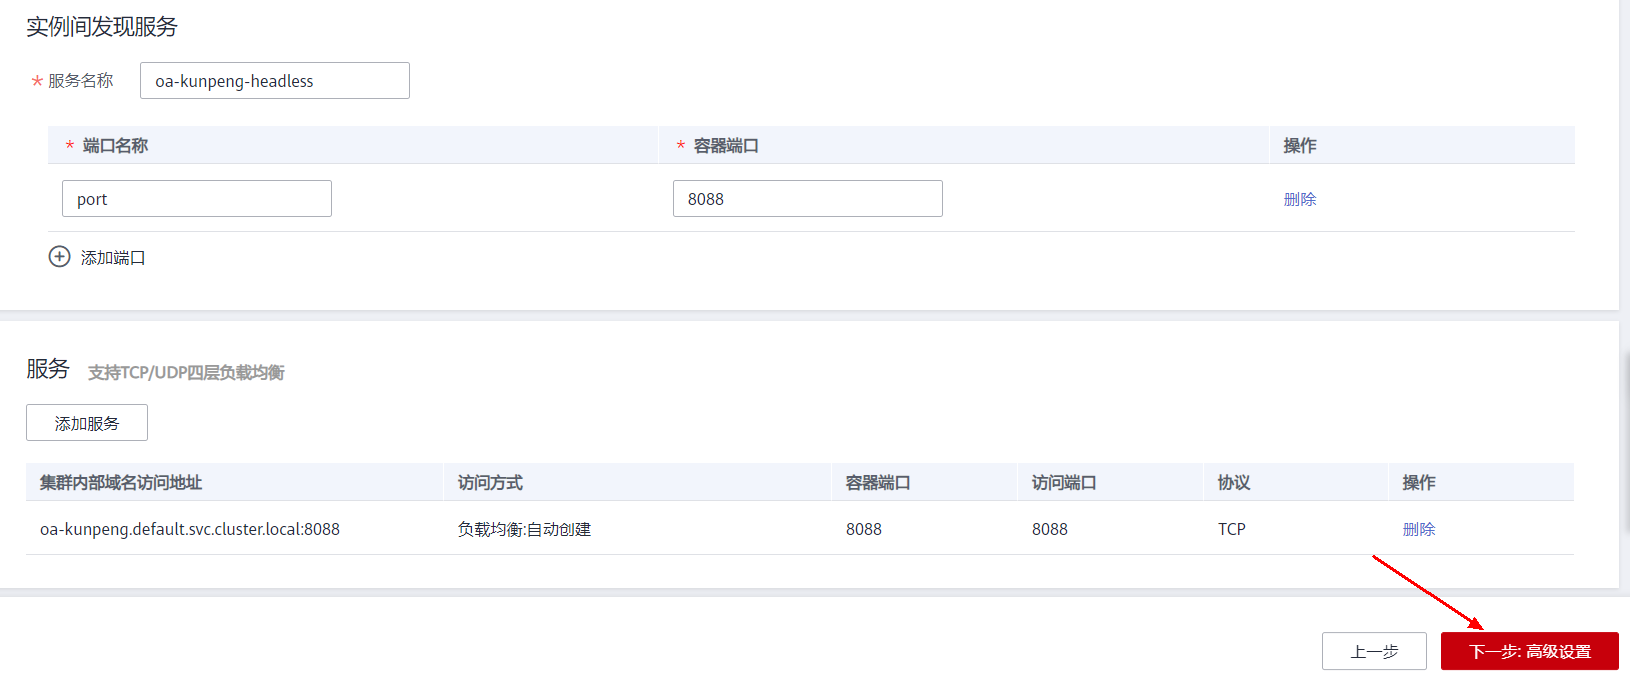 实例间发现服务
* 服务名称 oa-kunpeng-headless
* 端口名称 * 容器端口 操作
port 8088 删除
添加端口
服务 支持TCP/UDP四层负载均衡
添加服务
集群内部域名访问地址 访问方式 容器端口 访问端口 协议 操作
oa-kunpeng.default.svc.cluster.local:8088 负载均衡:自动创建 8088 8088 TCP 删除
上一步 下一步: 高级设置